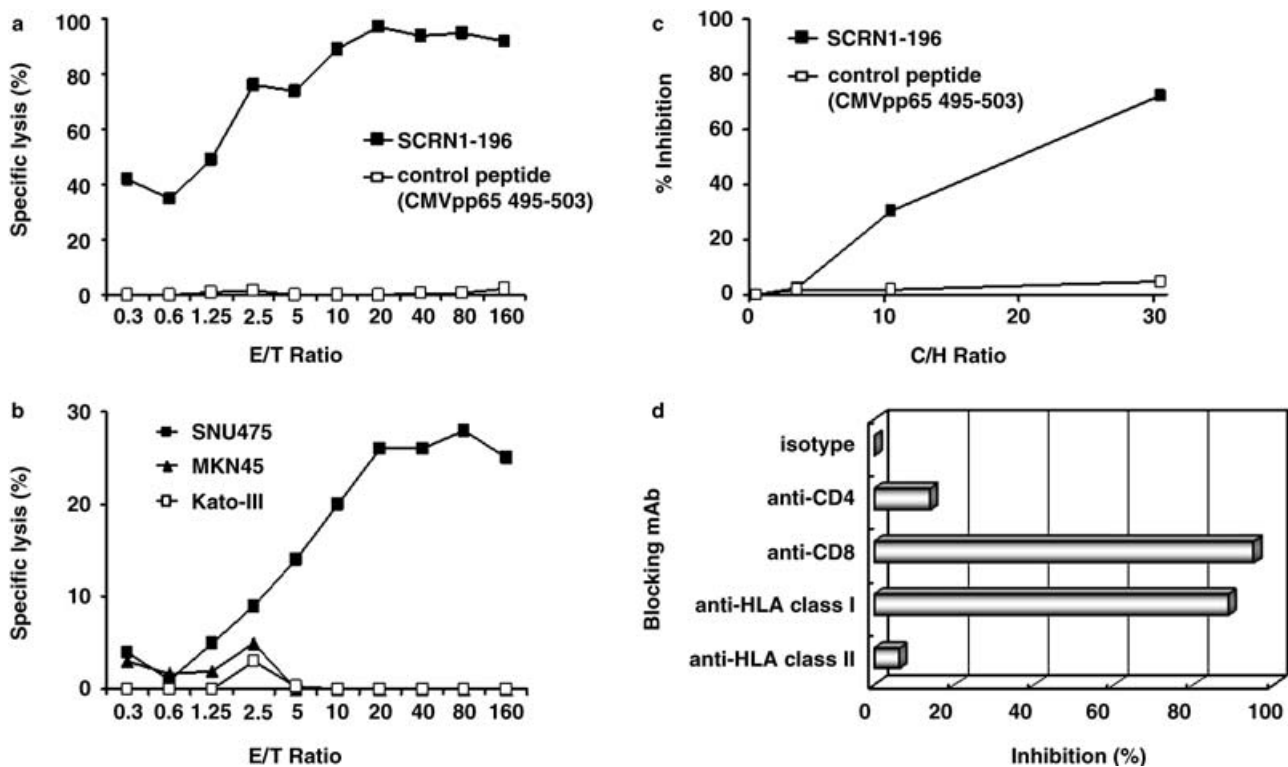 a
Specific lysis (%)
100
80
60
40
20
0
SCRN1-196
control peptide
(CMVpp65 495-503)
0.3 0.6 1.25 2.5 5 10 20 40 80 160
E/T Ratio
b
Specific lysis (%)
30
20
10
0
SNU475
MKN45
Kato-III
0.3 0.6 1.25 2.5 5 10 20 40 80 160
E/T Ratio
c
% Inhibition
100
80
60
40
20
0
SCRN1-196
control peptide
(CMVpp65 495-503)
10 20 30
C/H Ratio
d
Blocking mAb
isotype
anti-CD4
anti-CD8
anti-HLA class I
anti-HLA class II
0 20 40 60 80 100
Inhibition (%)